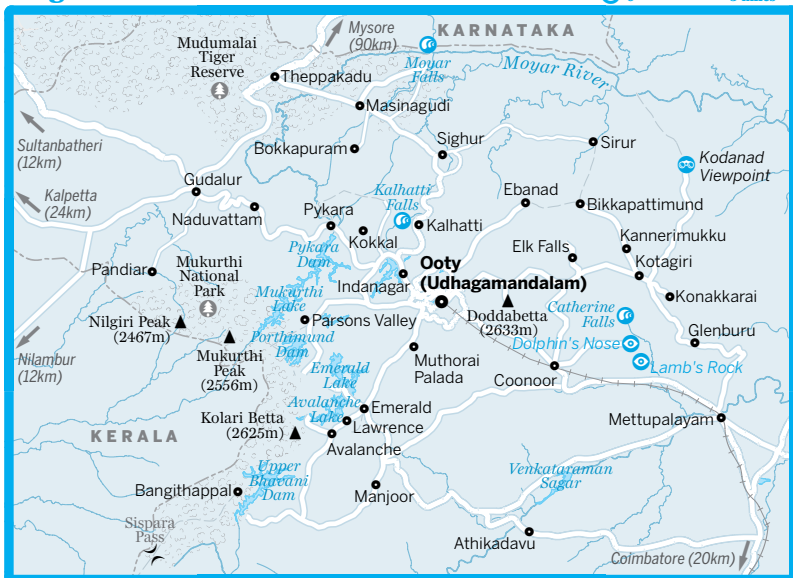 Mysore
(90km)
KARNATAKA
Mudumalai
Tiger
Reserve
Theppakadu
Moyar
Falls
Moyar River
Masinagudi
Sultanbatheri
(12km)
Bokkapuram
Sighur
Sirur
Kodanad
Viewpoint
Kalpetta
(24km)
Gudalur
Naduvattam
Kalhatti
Falls
Ebanad
Bikkapattimund
Pykara
Kokkal
Kalhatti
Kannerimukku
Pykara
Dam
Elk Falls
Kotagiri
Pandiar
Mukurthi
National
Park
Indanagar
Ooty
(Udhagamandalam)
Konakkarai
Mukurthi
Lake
Doddabetta
(2633m)
Catherine
Falls
Nilgiri Peak
(2467m)
Parsons Valley
Porthimund
Dam
Glenburu
Dolphin's Nose
Lamb's Rock
Nilambur
(12km)
Mukurthi
Peak
(2556m)
Muthorai
Palada
Coonoor
Emerald
Lake
Avalanche
Lake
Emerald
Lawrence
Mettupalayam
Kolari Betta
(2625m)
KERALA
Avalanche
Upper
Bhavani
Dam
Venkataraman
Sagar
Bangithappal
Manjoor
Sispara
Pass
Athikadavu
Coimbatore (20km)